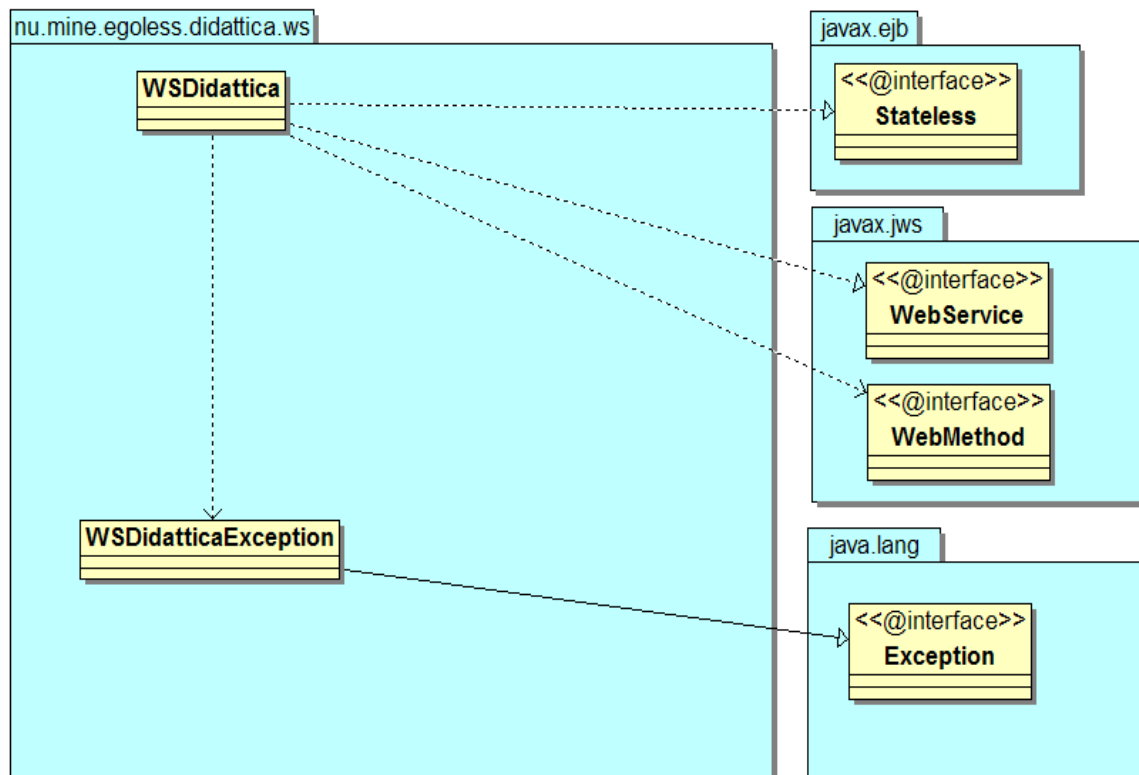 nu.mine.egoless.didattica.ws
WSDidattica
WSDidatticaException
javax.ejb
<<@interface>>
Stateless
javax.jws
<<@interface>>
WebService
<<@interface>>
WebMethod
java.lang
<<@interface>>
Exception